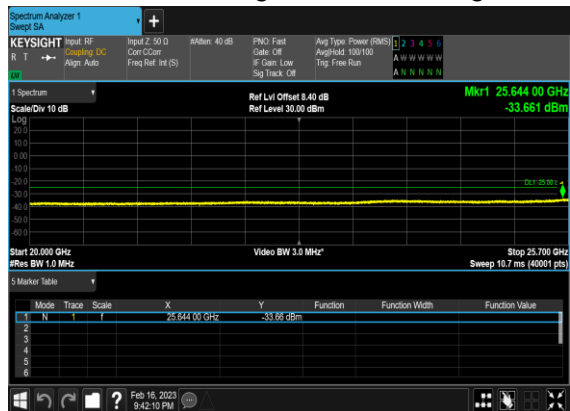 Spectrum Analyzer 1
Swept SA
KEYSIGHT
R T
LW
Input: RF
Coupling: DC
Align: Auto
Input Z: 50 Ω
Corr CCorr
Freq Ref: Int (S)
#Atten: 40 dB
PNO: Fast
Gate: Off
IF Gain: Low
Sig Track: Off
Avg Type: Power (RMS)
Avg|Hold: 100/100
Trig: Free Run
1 2 3 4 5 6
A W W W W W
A N N N N N
1 Spectrum
Scale/Div 10 dB
Ref Lvl Offset 8.40 dB
Ref Level 30.00 dBm
Mkr1 25.644 00 GHz
-33.661 dBm
Log
20.0
10.0
0.00
-10.0
-20.0
-30.0
-40.0
-50.0
-60.0
Start 20.000 GHz
#Res BW 1.0 MHz
Video BW 3.0 MHz*
Stop 25.700 GHz
Sweep 10.7 ms (40001 pts)
5 Marker Table
Mode Trace Scale X Y Function Function Width Function Value
1 N 1 f 25.644 00 GHz -33.66 dBm
2
3
4
5
6
?
Feb 16, 2023
9:42:10 PM